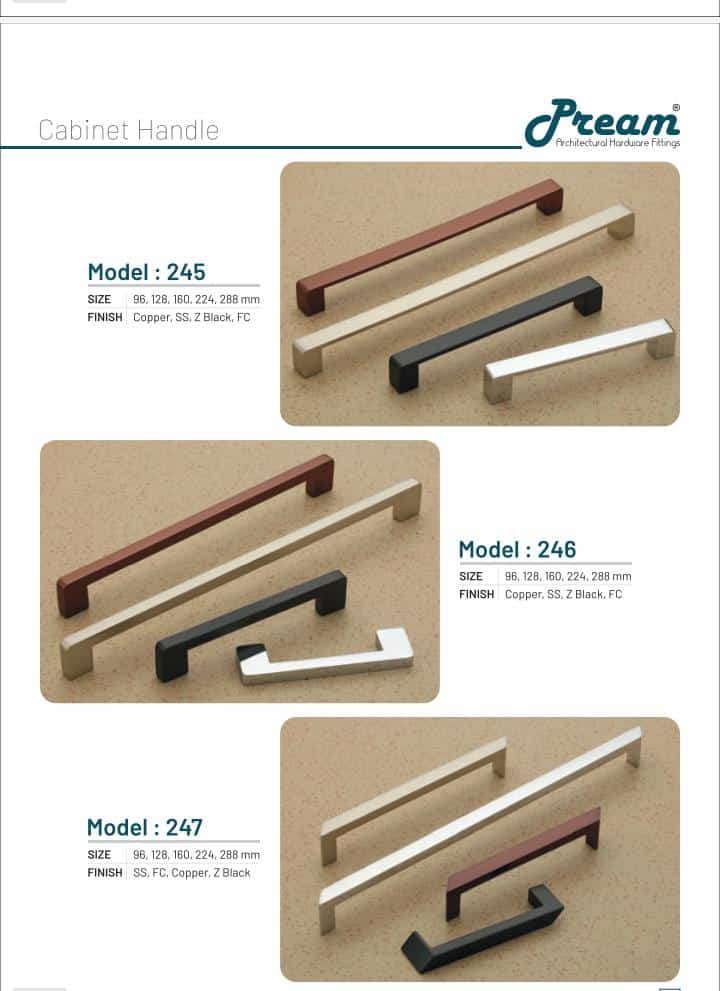 Cabinet Handle
Pream®
Architectural Hardware Fittings
Model : 245
SIZE 96, 128, 160, 224, 288 mm
FINISH Copper, SS, Z Black, FC
Model : 246
SIZE 96, 128, 160, 224, 288 mm
FINISH Copper, SS, Z Black, FC
Model : 247
SIZE 96, 128, 160, 224, 288 mm
FINISH SS, FC, Copper, Z Black